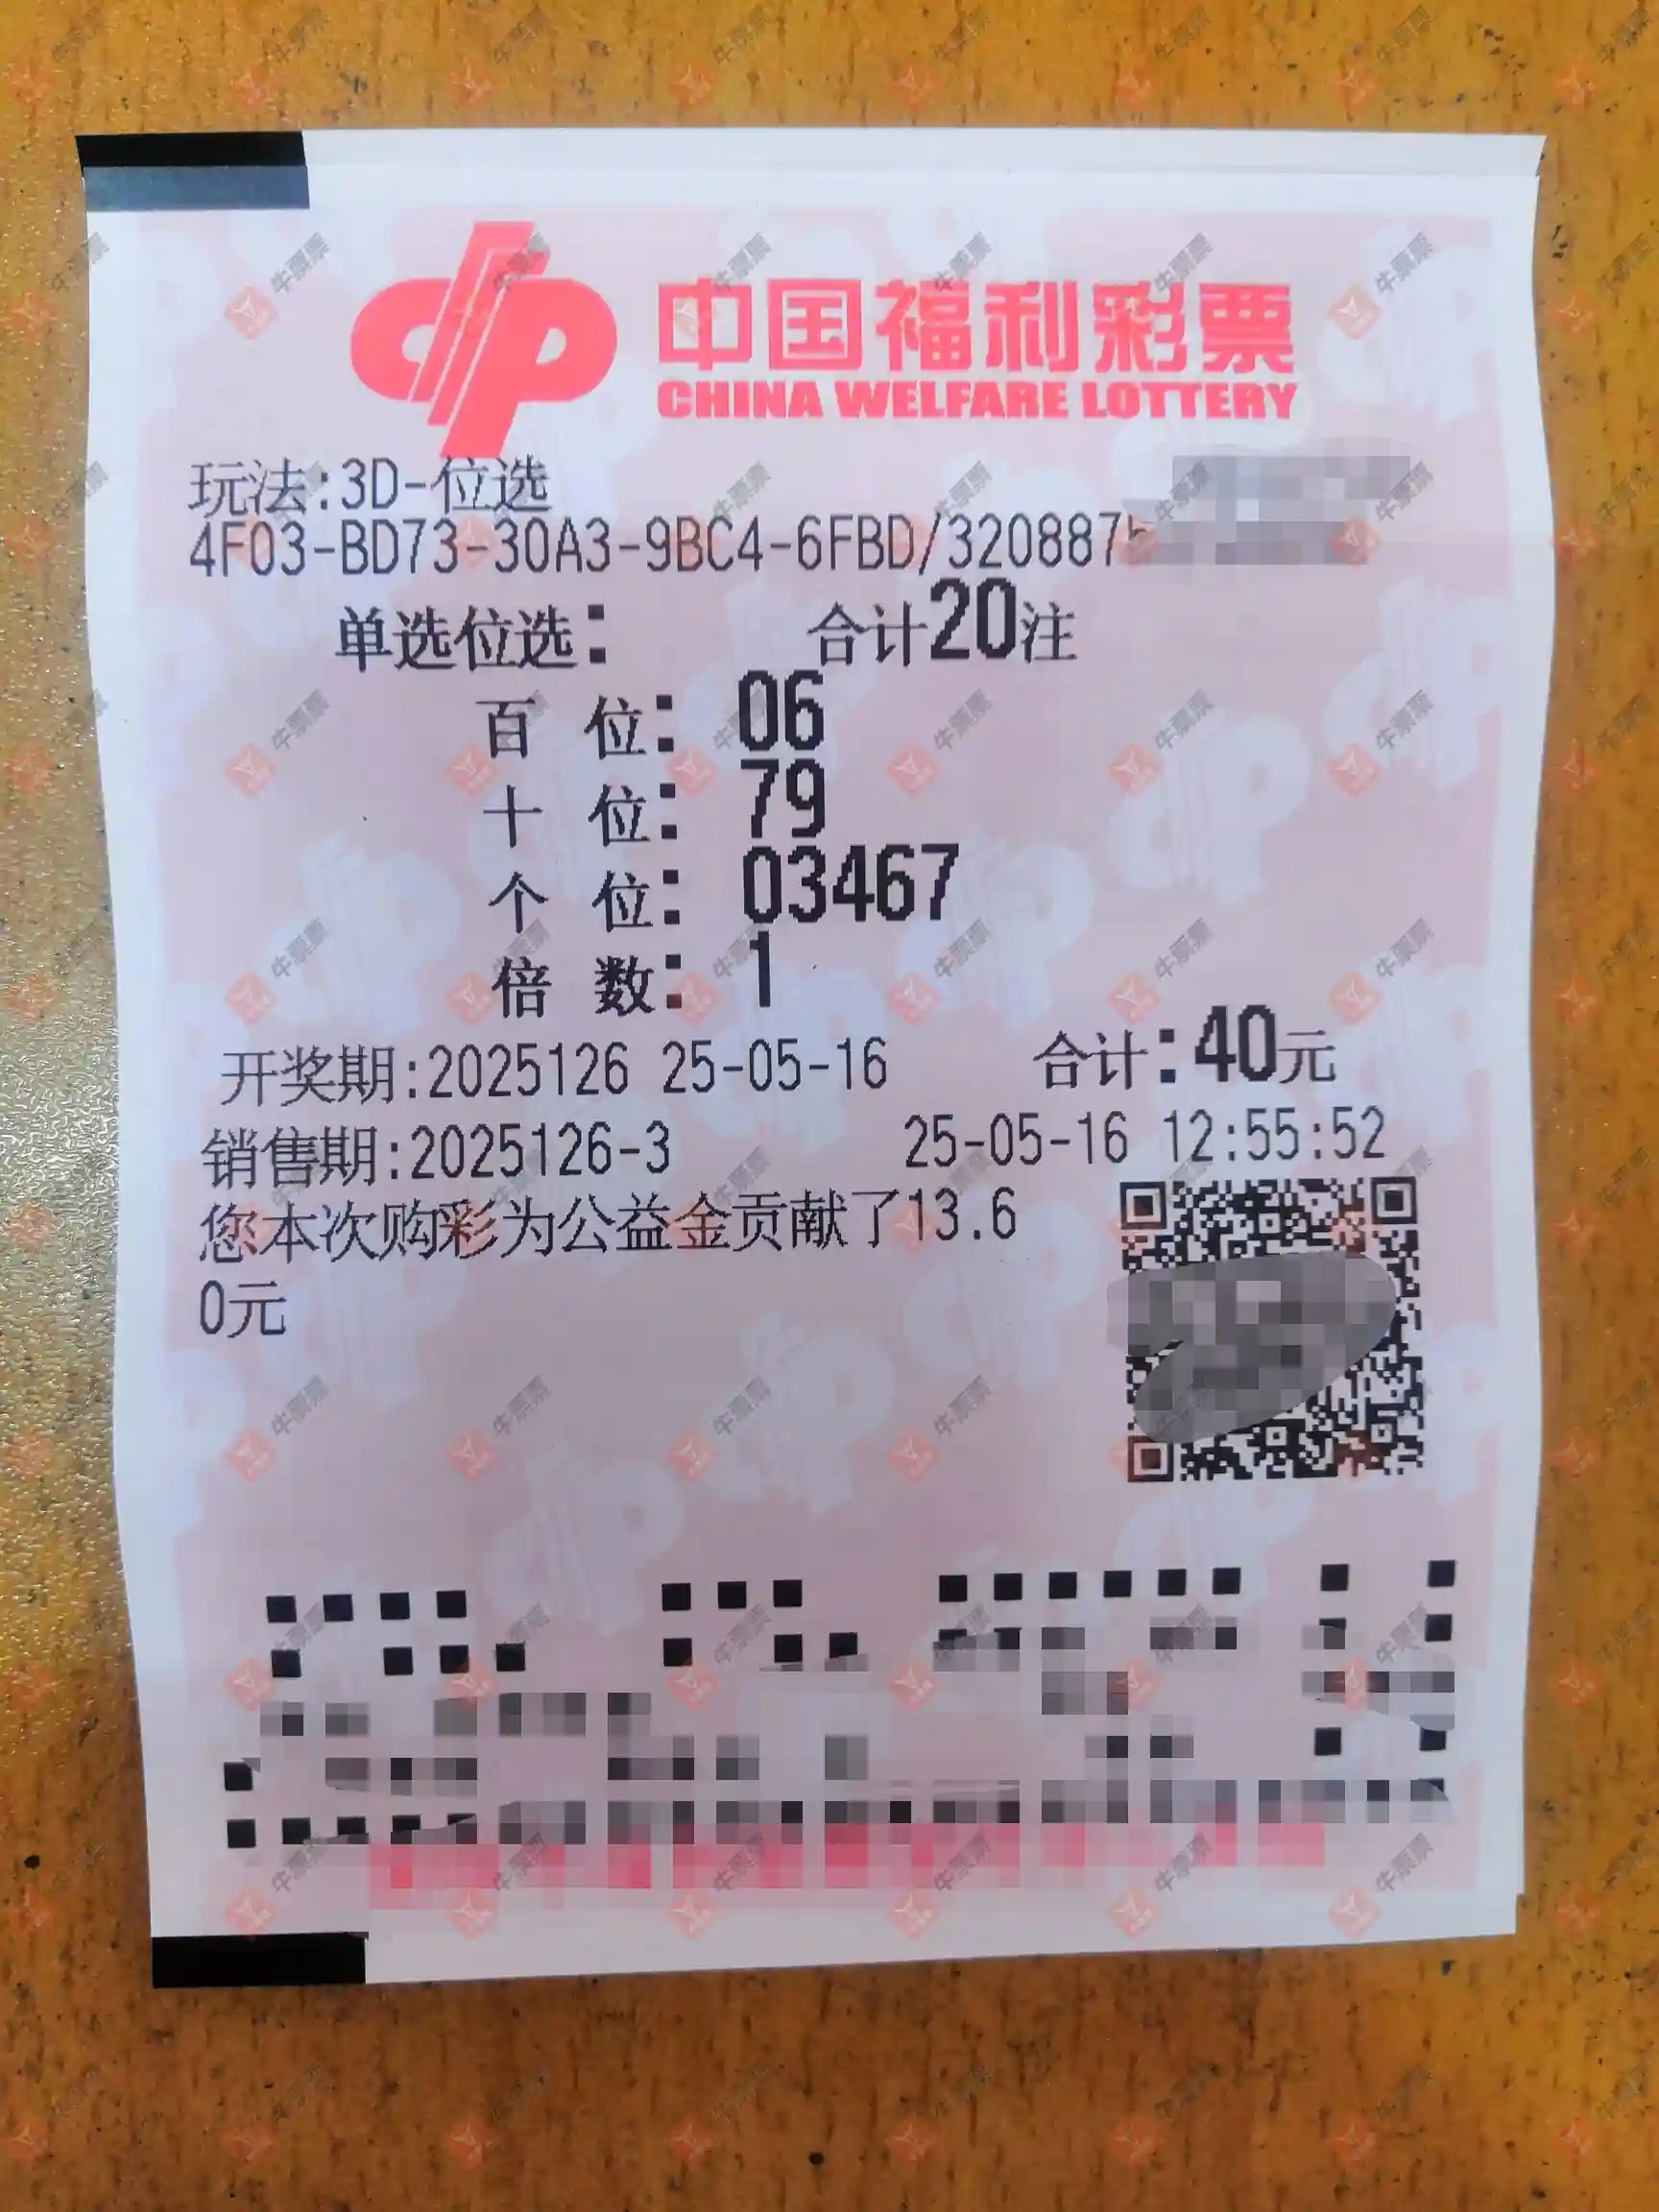 中国福利彩票
CHINA WELFARE LOTTERY
玩法:3D-位选
4F03-BD73-30A3-9BC4-6FBD/3208875
单选位选: 合计20注
百 位: 06
十 位: 79
个 位: 03467
倍 数: 1
开奖期:2025126 25-05-16 合计:40元
销售期:2025126-3 25-05-16 12:55:52
您本次购彩为公益金贡献了13.6
0元
牛票票